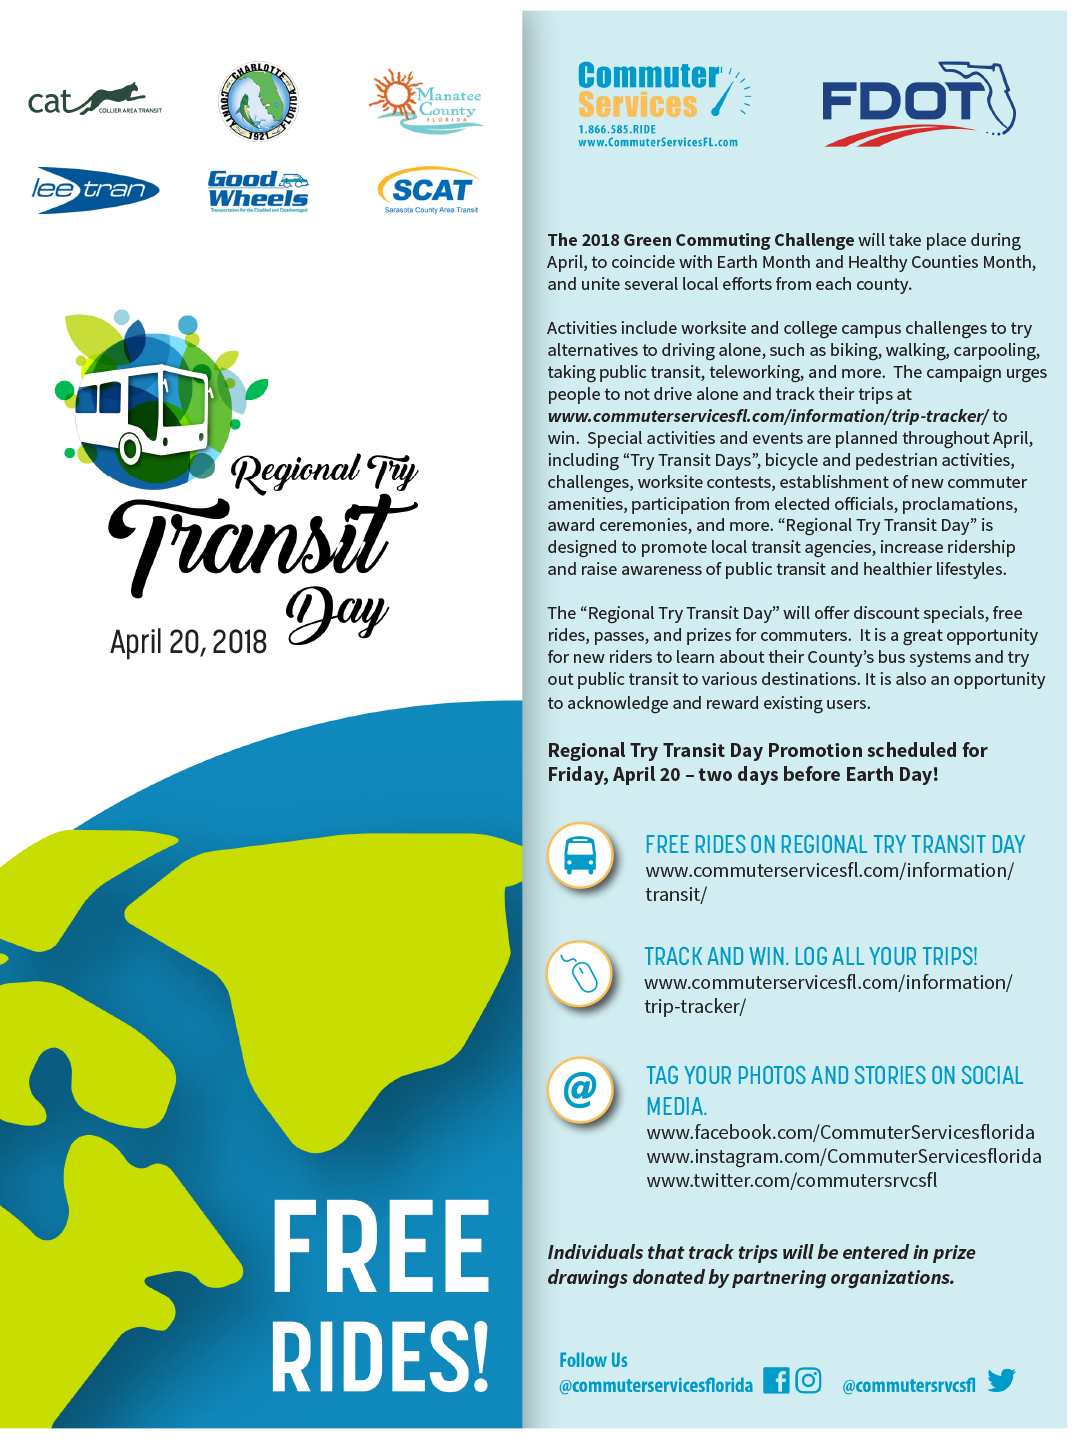 cat
COLLIER AREA TRANSIT
CHARLOTTE
COUNTY
FLORIDA
1921
Manatee
County
FLORIDA
lee tran
Good
Wheels
Transportation for the Disabled and Disadvantaged
SCAT
Sarasota County Area Transit
Regional Try
Transit
Day
April 20, 2018
FREE
RIDES!
Commuter
Services
1.866.585.RIDE
www.CommuterServicesFL.com
FDOT
The 2018 Green Commuting Challenge will take place during
April, to coincide with Earth Month and Healthy Counties Month,
and unite several local efforts from each county.
Activities include worksite and college campus challenges to try
alternatives to driving alone, such as biking, walking, carpooling,
taking public transit, teleworking, and more.  The campaign urges
people to not drive alone and track their trips at
www.commuterservicesfl.com/information/trip-tracker/ to
win.  Special activities and events are planned throughout April,
including “Try Transit Days”, bicycle and pedestrian activities,
challenges, worksite contests, establishment of new commuter
amenities, participation from elected officials, proclamations,
award ceremonies, and more. “Regional Try Transit Day” is
designed to promote local transit agencies, increase ridership
and raise awareness of public transit and healthier lifestyles.
The “Regional Try Transit Day” will offer discount specials, free
rides, passes, and prizes for commuters.  It is a great opportunity
for new riders to learn about their County’s bus systems and try
out public transit to various destinations. It is also an opportunity
to acknowledge and reward existing users.
Regional Try Transit Day Promotion scheduled for
Friday, April 20 – two days before Earth Day!
FREE RIDES ON REGIONAL TRY TRANSIT DAY
www.commuterservicesfl.com/information/
transit/
TRACK AND WIN. LOG ALL YOUR TRIPS!
www.commuterservicesfl.com/information/
trip-tracker/
@
TAG YOUR PHOTOS AND STORIES ON SOCIAL
MEDIA.
www.facebook.com/CommuterServicesflorida
www.instagram.com/CommuterServicesflorida
www.twitter.com/commutersrvcsfl
Individuals that track trips will be entered in prize
drawings donated by partnering organizations.
Follow Us
@commuterservicesflorida
@commutersrvcsfl